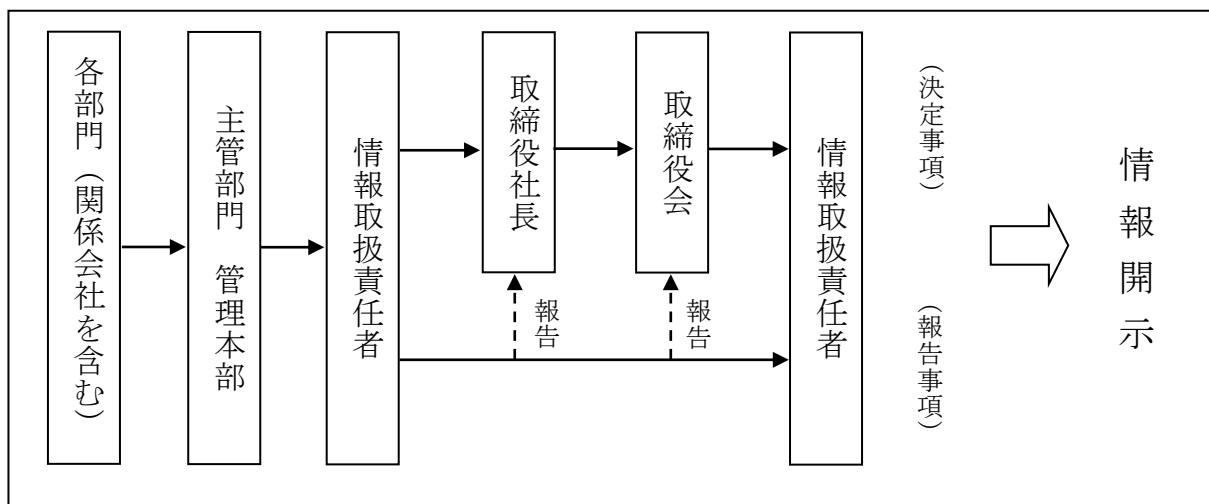 各部門（関係会社を含む）
主管部門　管理本部
情報取扱責任者
取締役社長
報告
取締役会
報告
情報取扱責任者
（決定事項）
（報告事項）
情報開示